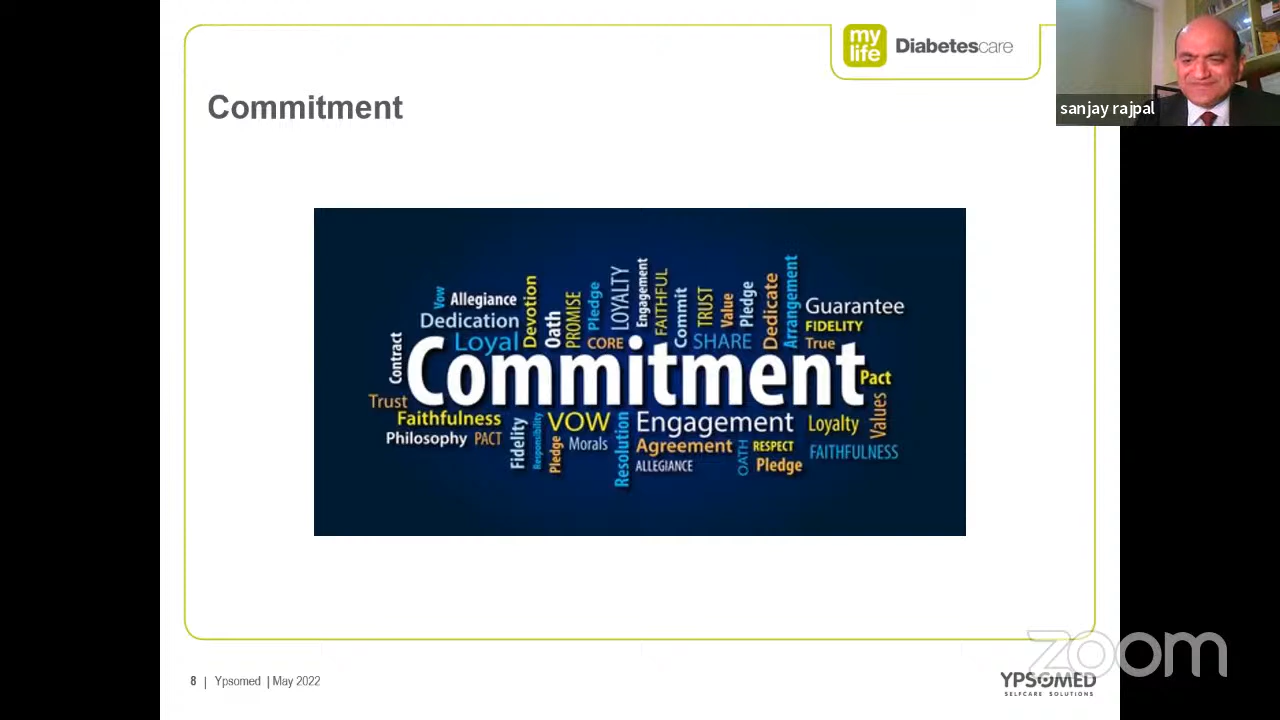 my
life
Diabetescare
sanjay rajpal
Commitment
Vow
Allegiance
Dedication
Loyal
Devotion
Oath
PROMISE
Pledge
CORE
LOYALTY
Engagement
FAITHFUL
Commit
TRUST
SHARE
Value
Pledge
Dedicate
Arrangement
Guarantee
FIDELITY
True
Contract
Commitment
Pact
Trust
Faithfulness
Philosophy
PACT
Fidelity
Responsibility
VOW
Pledge
Morals
Resolution
Engagement
Agreement
ALLEGIANCE
OATH
RESPECT
Pledge
Loyalty
Values
FAITHFULNESS
8 | Ypsomed | May 2022
YPSOMED
SELFCARE SOLUTIONS
zoom